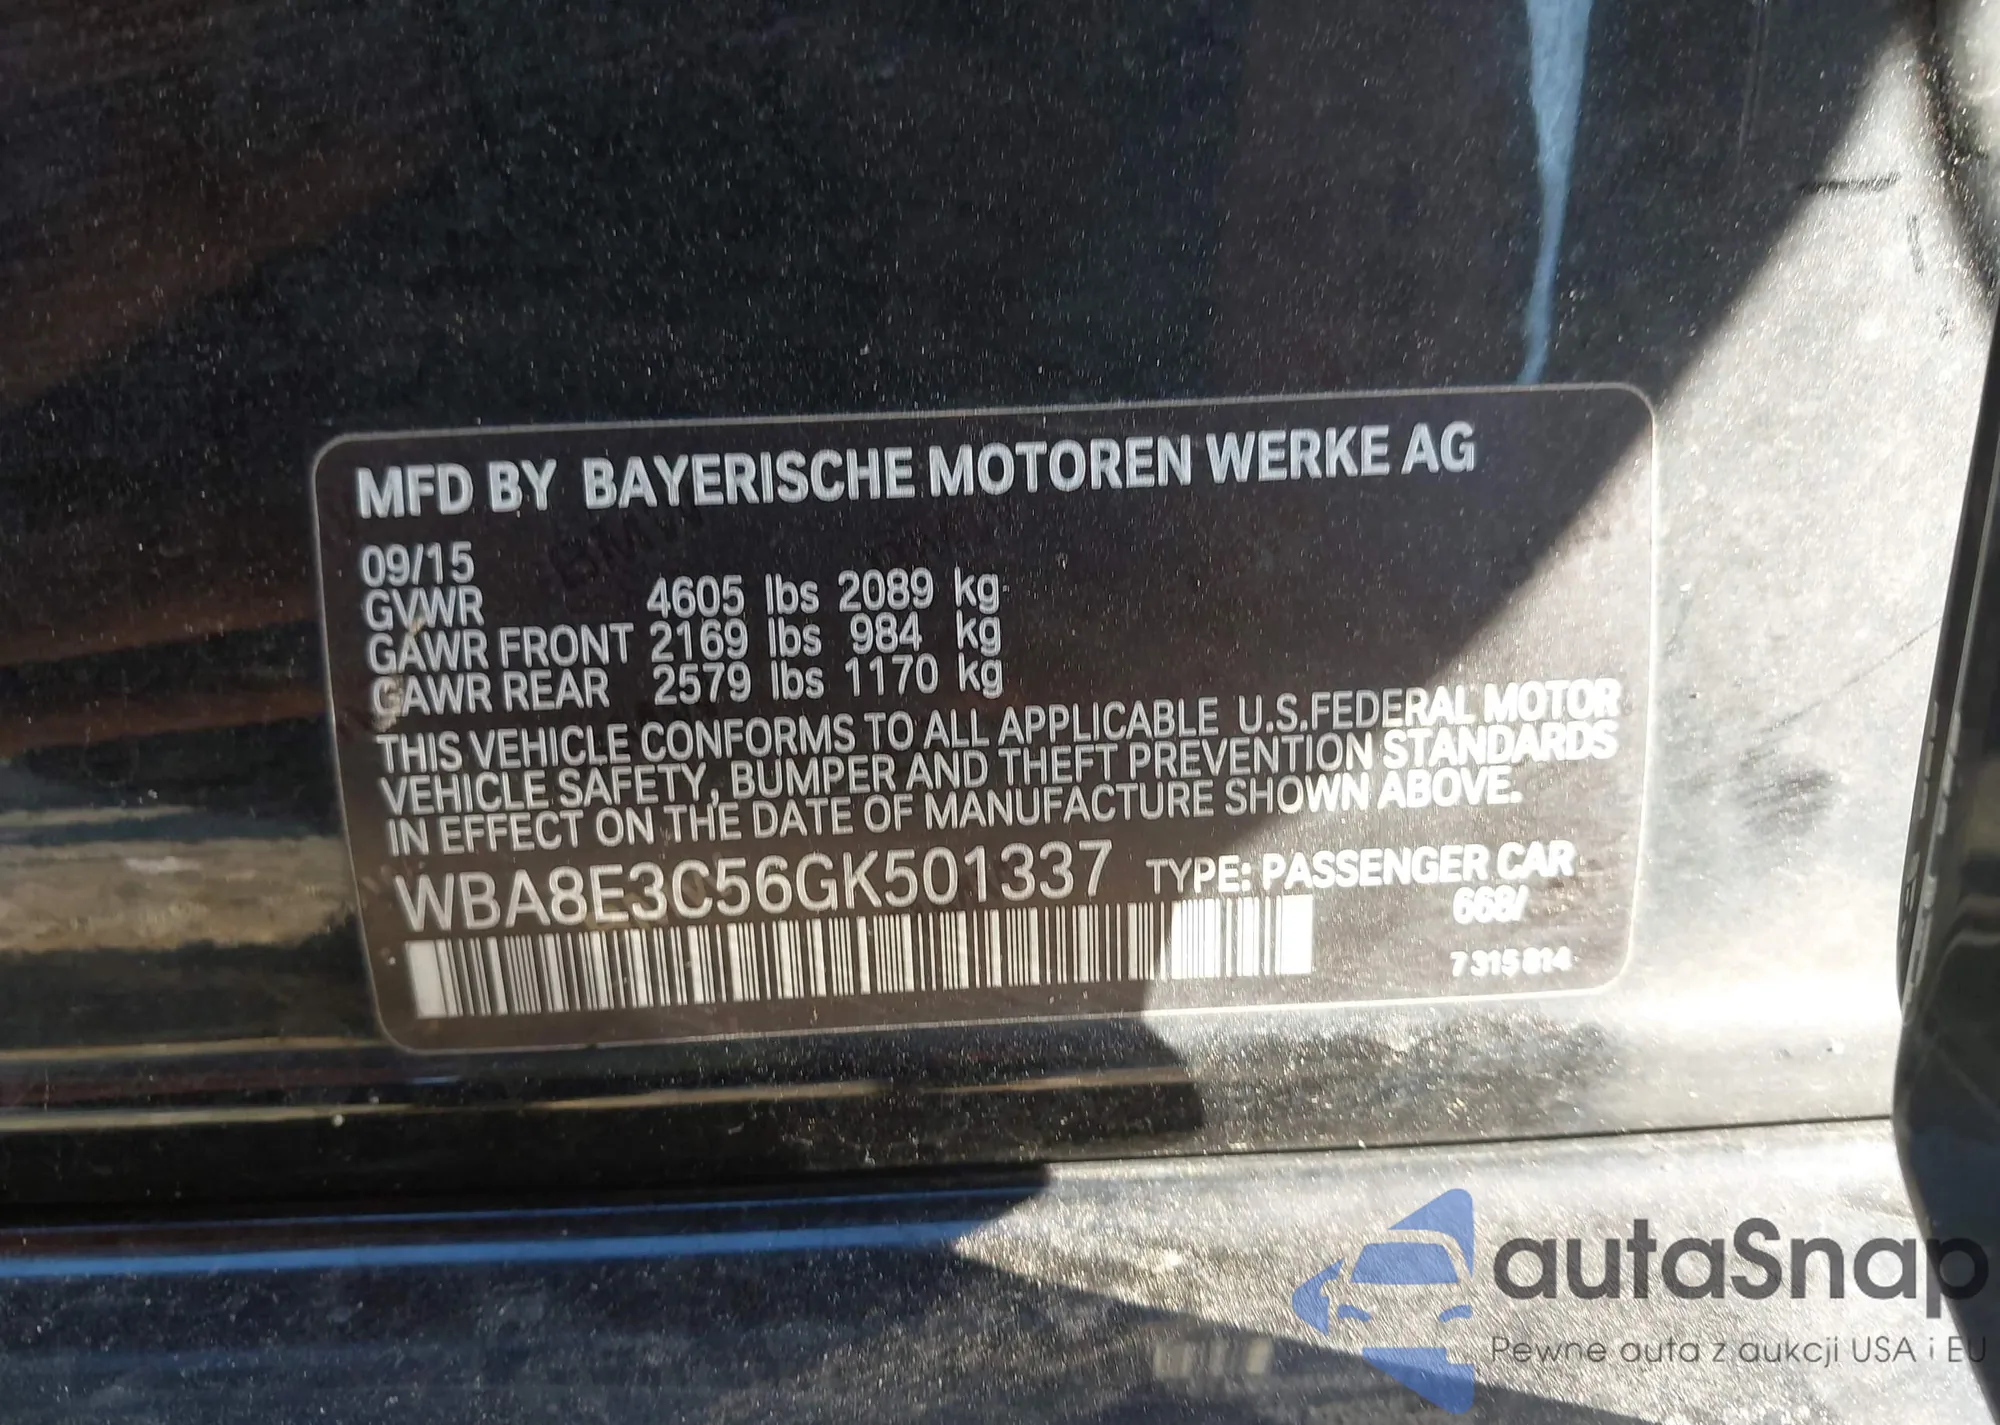 MFD BY BAYERISCHE MOTOREN WERKE AG
09/15
GVWR 4605 lbs 2089 kg
GAWR FRONT 2169 lbs 984 kg
GAWR REAR 2579 lbs 1170 kg
THIS VEHICLE CONFORMS TO ALL APPLICABLE U.S.FEDERAL MOTOR
VEHICLE SAFETY, BUMPER AND THEFT PREVENTION STANDARDS
IN EFFECT ON THE DATE OF MANUFACTURE SHOWN ABOVE.
WBA8E3C56GK501337 TYPE: PASSENGER CAR
668/
7 315 814
autaSnap
Pewne auta z aukcji USA i EU